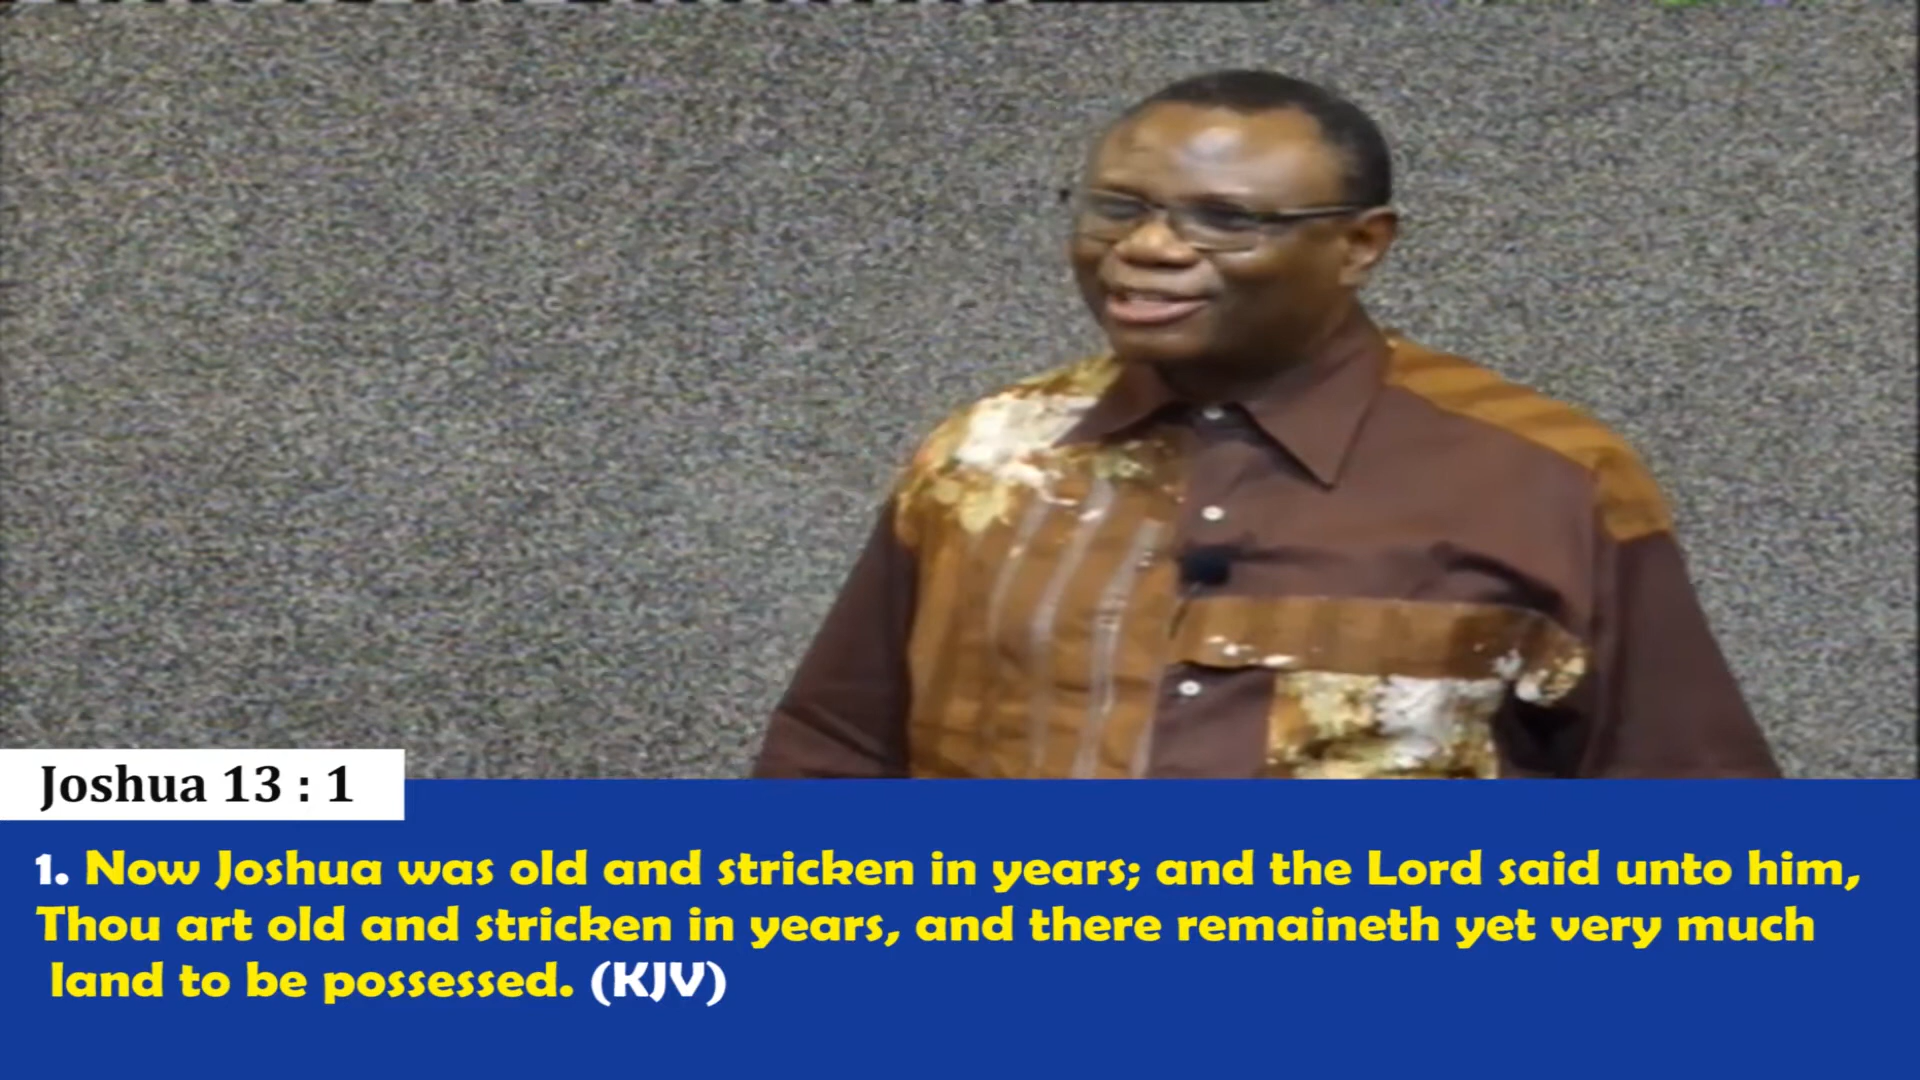 Joshua 13 : 1
1. Now Joshua was old and stricken in years; and the Lord said unto him,
Thou art old and stricken in years, and there remaineth yet very much
land to be possessed. (KJV)